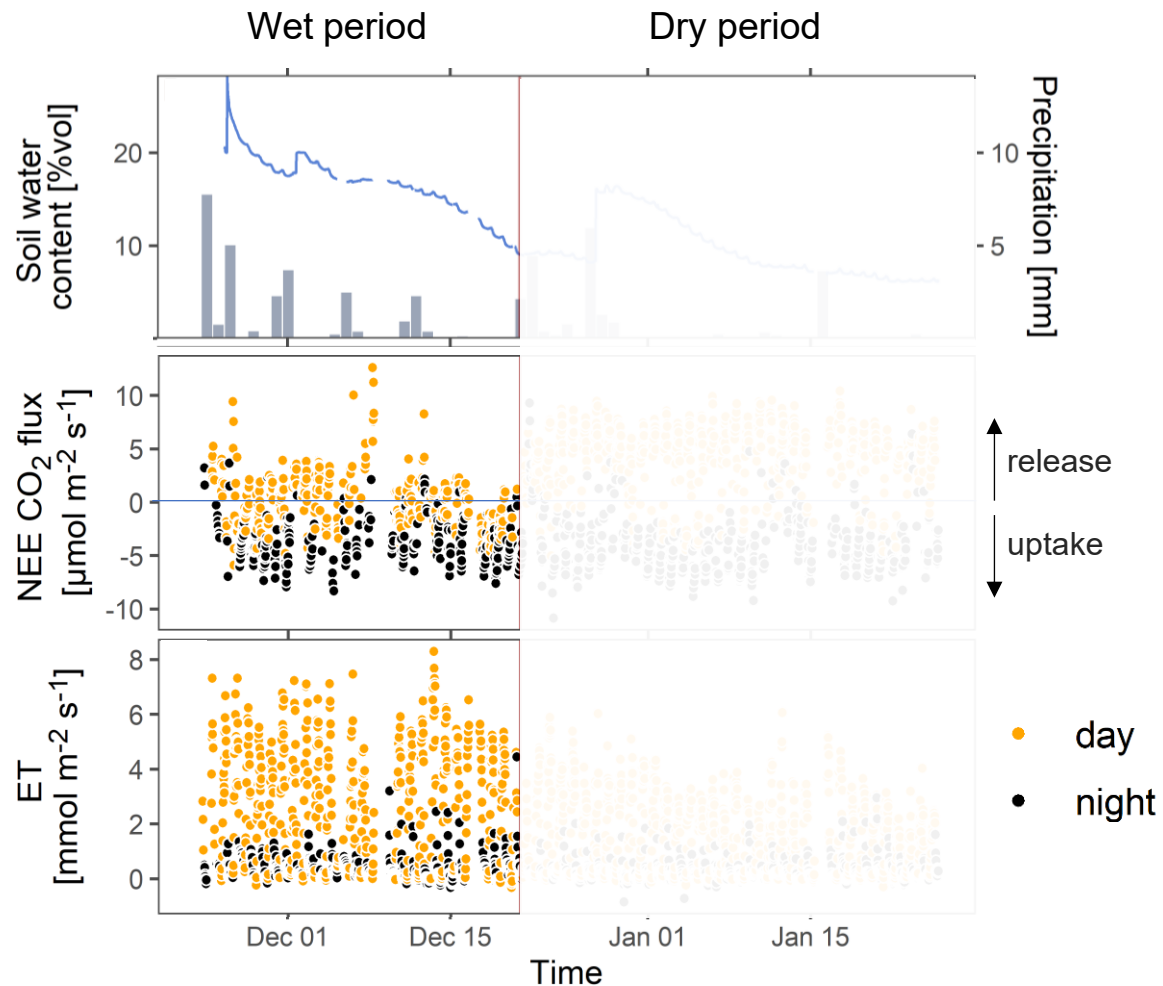 Wet period
Dry period
Soil water
content [%vol]
20
10
Precipitation [mm]
10
5
NEE CO2 flux
[µmol m-2 s-1]
10
5
0
-5
-10
release
uptake
ET
[mmol m-2 s-1]
8
6
4
2
0
day
night
Dec 01
Dec 15
Jan 01
Jan 15
Time